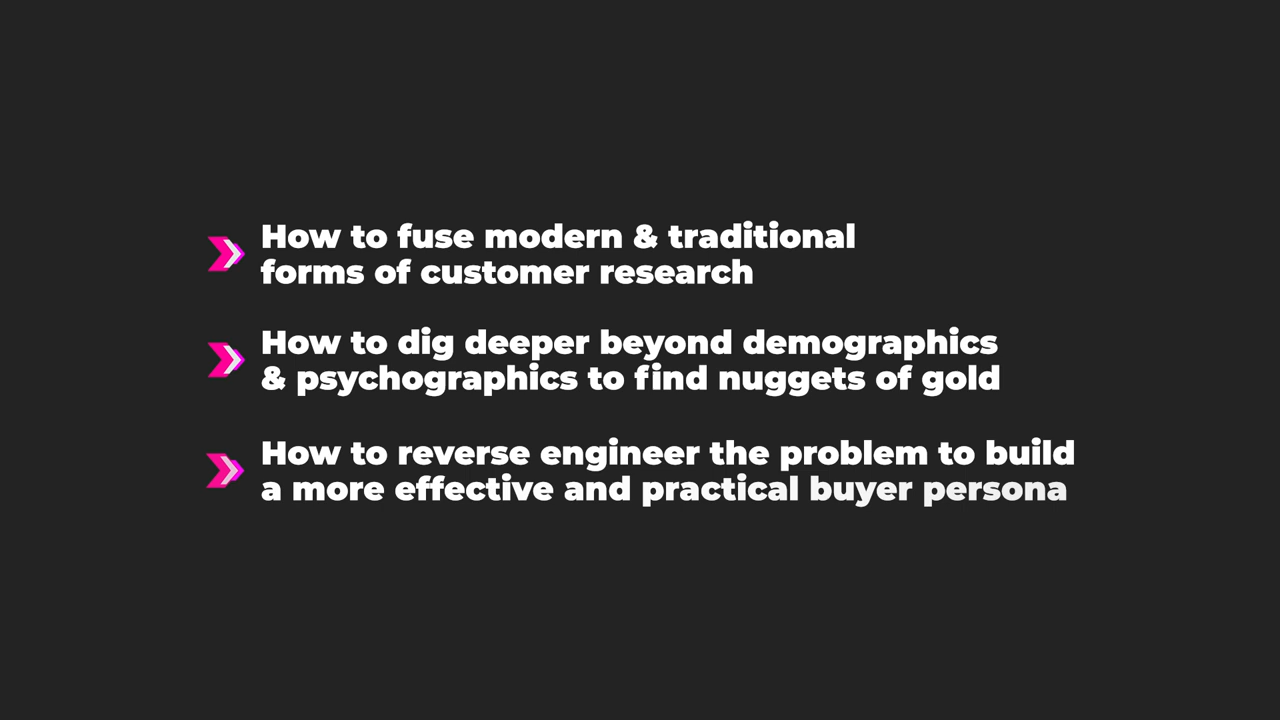 How to fuse modern & traditional
forms of customer research
How to dig deeper beyond demographics
& psychographics to find nuggets of gold
How to reverse engineer the problem to build
a more effective and practical buyer persona